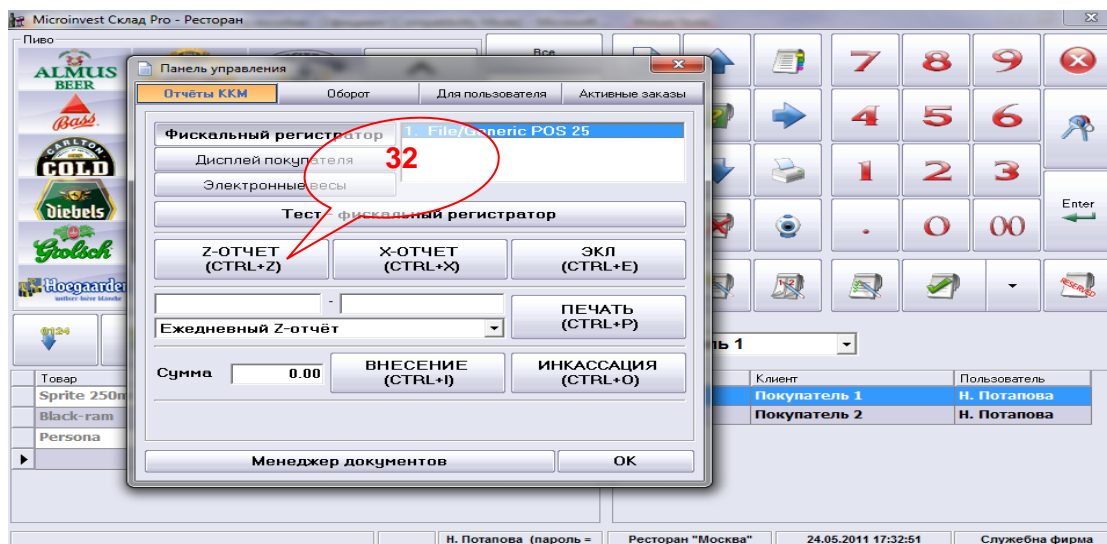 Microinvest Склад Pro - Ресторан
Пиво
Все
ALMUS
BEER
Bass
CARLTON
COLD
Diebels
Grolsch
Hoegaarden
Панель управления
Отчёты ККМ
Оборот
Для пользователя
Активные заказы
Фискальный регистратор
1. File/Generic POS 25
Дисплей покупателя
32
Электронные весы
Тест - фискальный регистратор
Z-ОТЧЕТ
(CTRL+Z)
X-ОТЧЕТ
(CTRL+X)
ЭКЛ
(CTRL+E)
-
Ежедневный Z-отчёт
ПЕЧАТЬ
(CTRL+P)
Сумма
0.00
ВНЕСЕНИЕ
(CTRL+I)
ИНКАССАЦИЯ
(CTRL+O)
Менеджер документов
OK
7 8 9
4 5 6
1 2 3
. 0 00
Enter
RESERVED
ль 1
Товар
Sprite 250m
Black-ram
Persona
Клиент
Пользователь
Покупатель 1
Н. Потапова
Покупатель 2
Н. Потапова
Н. Потапова (пароль =
Ресторан "Москва"
24.05.2011 17:32:51
Служебна фирма